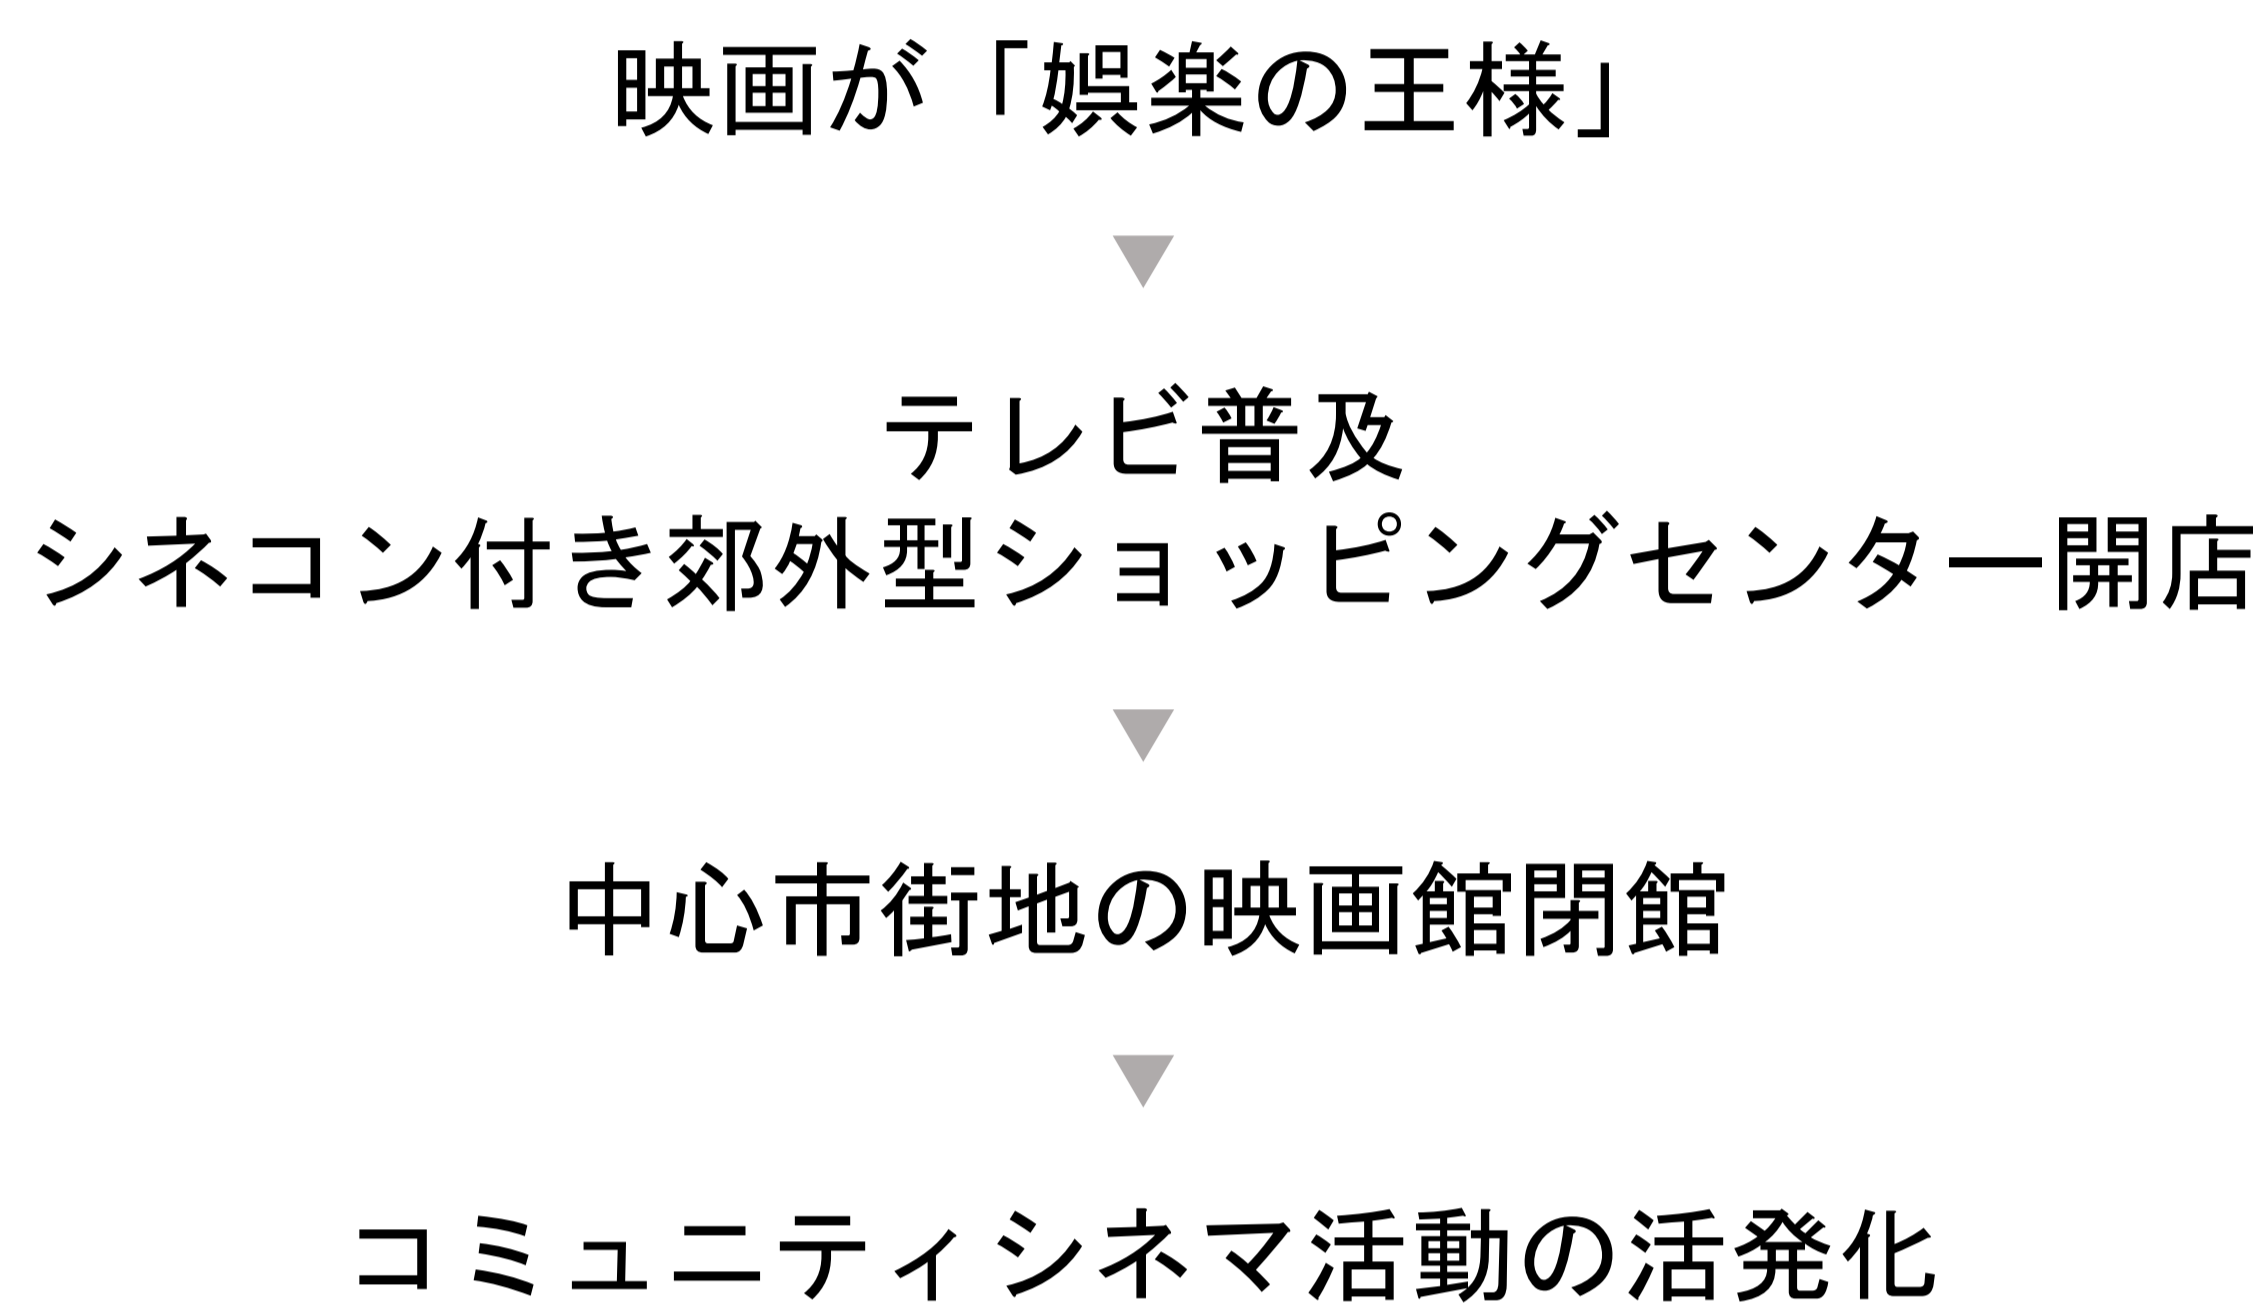 映画が「娯楽の王様」
テレビ普及
シネコン付き郊外型ショッピングセンター開店
中心市街地の映画館閉館
コミュニティシネマ活動の活発化